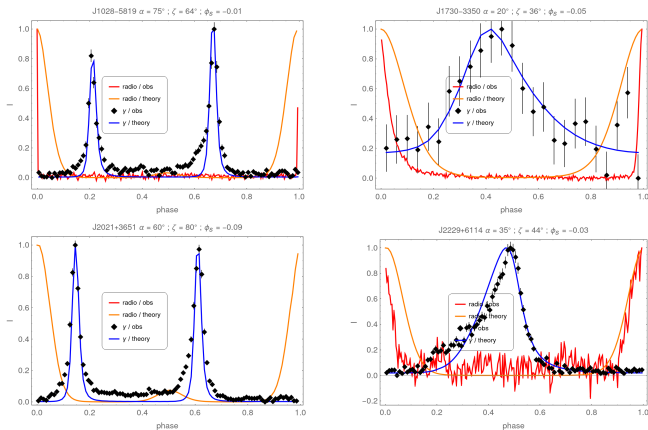 J1028−5819 α = 75° ; ζ = 64° ; ϕS = −0.01
1.0
0.8
0.6
0.4
0.2
0.0
I
radio / obs
radio / theory
γ / obs
γ / theory
0.0 0.2 0.4 0.6 0.8 1.0
phase
J1730−3350 α = 20° ; ζ = 36° ; ϕS = −0.05
1.0
0.8
0.6
0.4
0.2
0.0
I
radio / obs
radio / theory
γ / obs
γ / theory
0.0 0.2 0.4 0.6 0.8 1.0
phase
J2021+3651 α = 60° ; ζ = 80° ; ϕS = −0.09
1.0
0.8
0.6
0.4
0.2
0.0
I
radio / obs
radio / theory
γ / obs
γ / theory
0.0 0.2 0.4 0.6 0.8 1.0
phase
J2229+6114 α = 35° ; ζ = 44° ; ϕS = −0.03
1.0
0.8
0.6
0.4
0.2
0.0
−0.2
I
radio / obs
radio / theory
γ / obs
γ / theory
0.0 0.2 0.4 0.6 0.8 1.0
phase